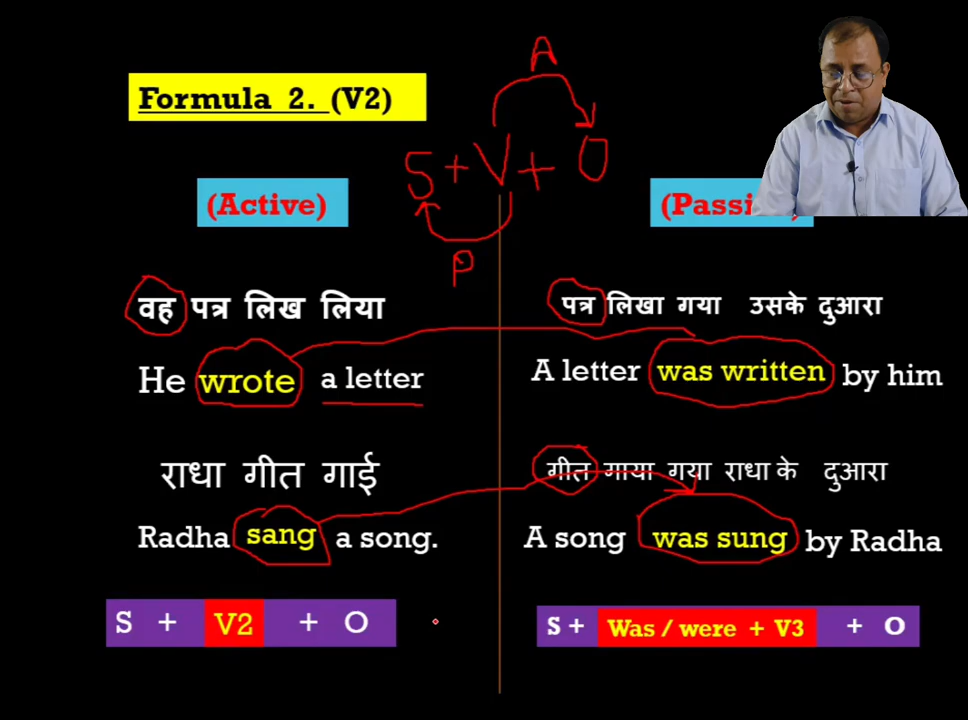 Formula 2. (V2)
A
S + V + O
P
(Active)
(Passi
वह पत्र लिख लिया
He wrote a letter
राधा गीत गाई
Radha sang a song.
S + V2 + O
पत्र लिखा गया उसके दुआरा
A letter was written by him
गीत गाया गया राधा के दुआरा
A song was sung by Radha
S + Was / were + V3 + O